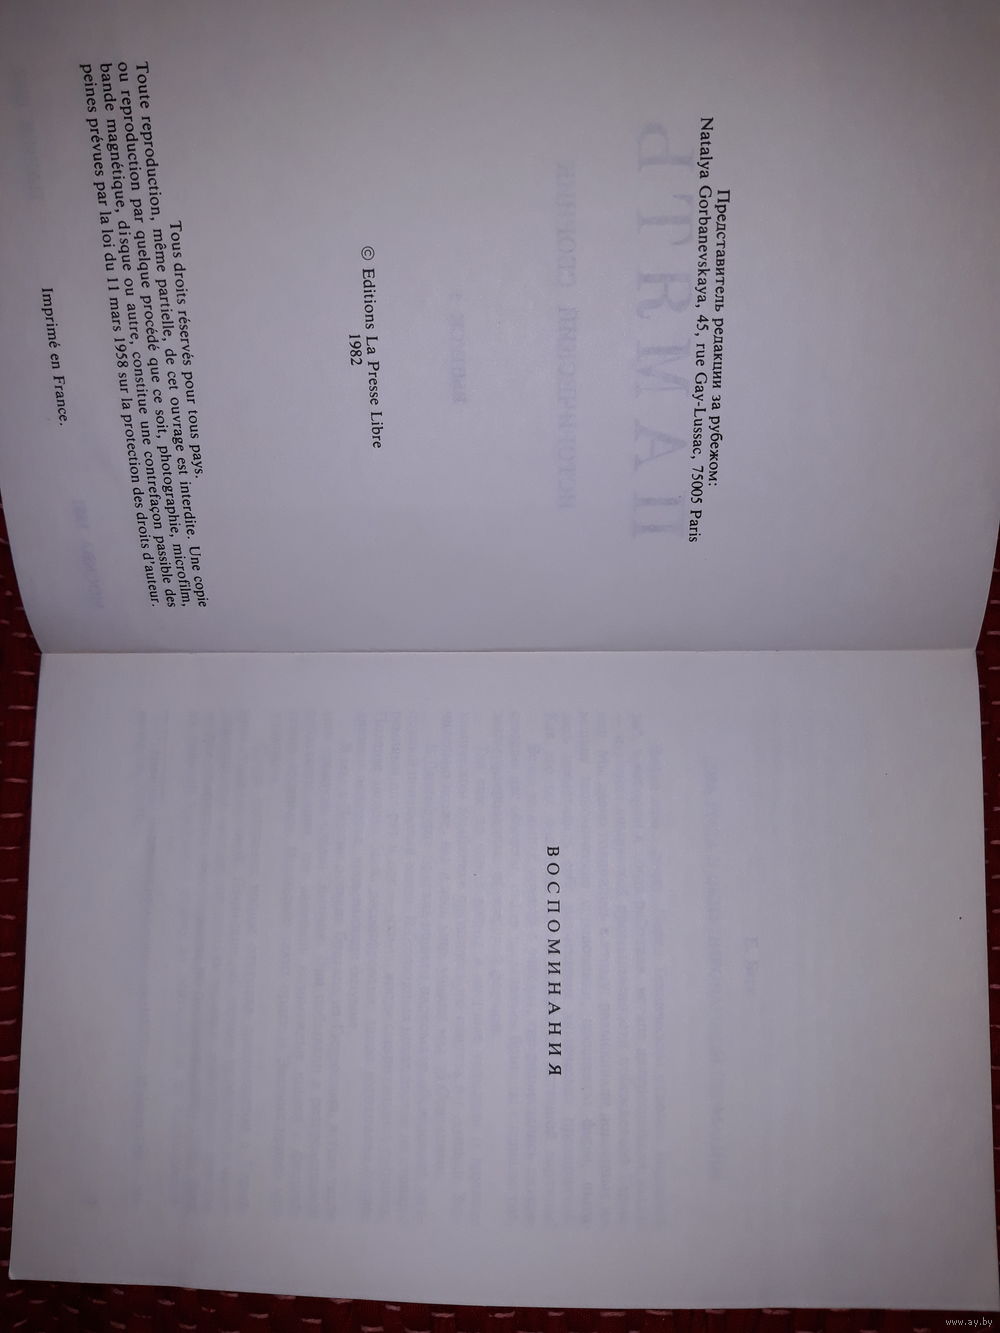 Представитель редакции за рубежом:
Natalya Gorbanevskaya, 45, rue Gay-Lussac, 75005 Paris
© Editions La Presse Libre
1982
Tous droits réservés pour tous pays.
Toute reproduction, même partielle, de cet ouvrage est interdite. Une copie
ou reproduction par quelque procédé que ce soit, photographie, microfilm,
bande magnétique, disque ou autre, constitue une contrefaçon passible des
peines prévues par la loi du 11 mars 1958 sur la protection des droits d'auteur.
Imprimé en France.
ВОСПОМИНАНИЯ
www.ay.by